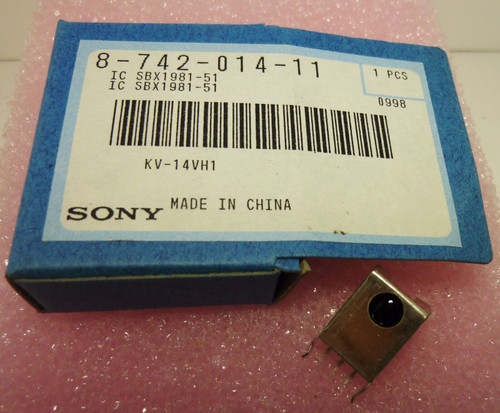 8-742-014-11
1 PCS
IC SBX1981-51
IC SBX1981-51
0998
KV-14VH1
SONY MADE IN CHINA